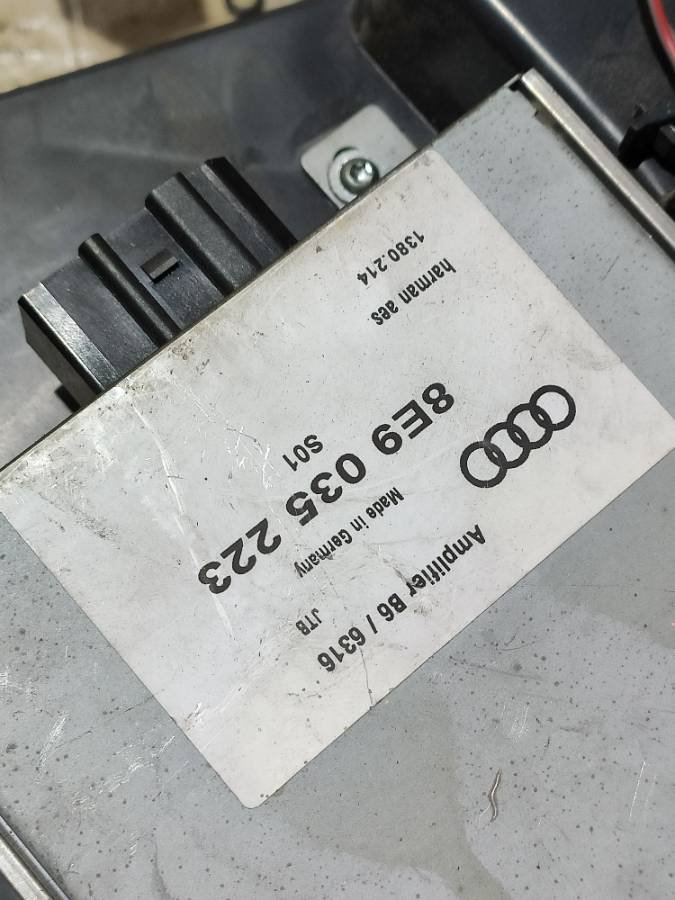 harman aes
1380.214
8E9 035 223
S01
Made in Germany
Amplifier B6 / 6316
JTB